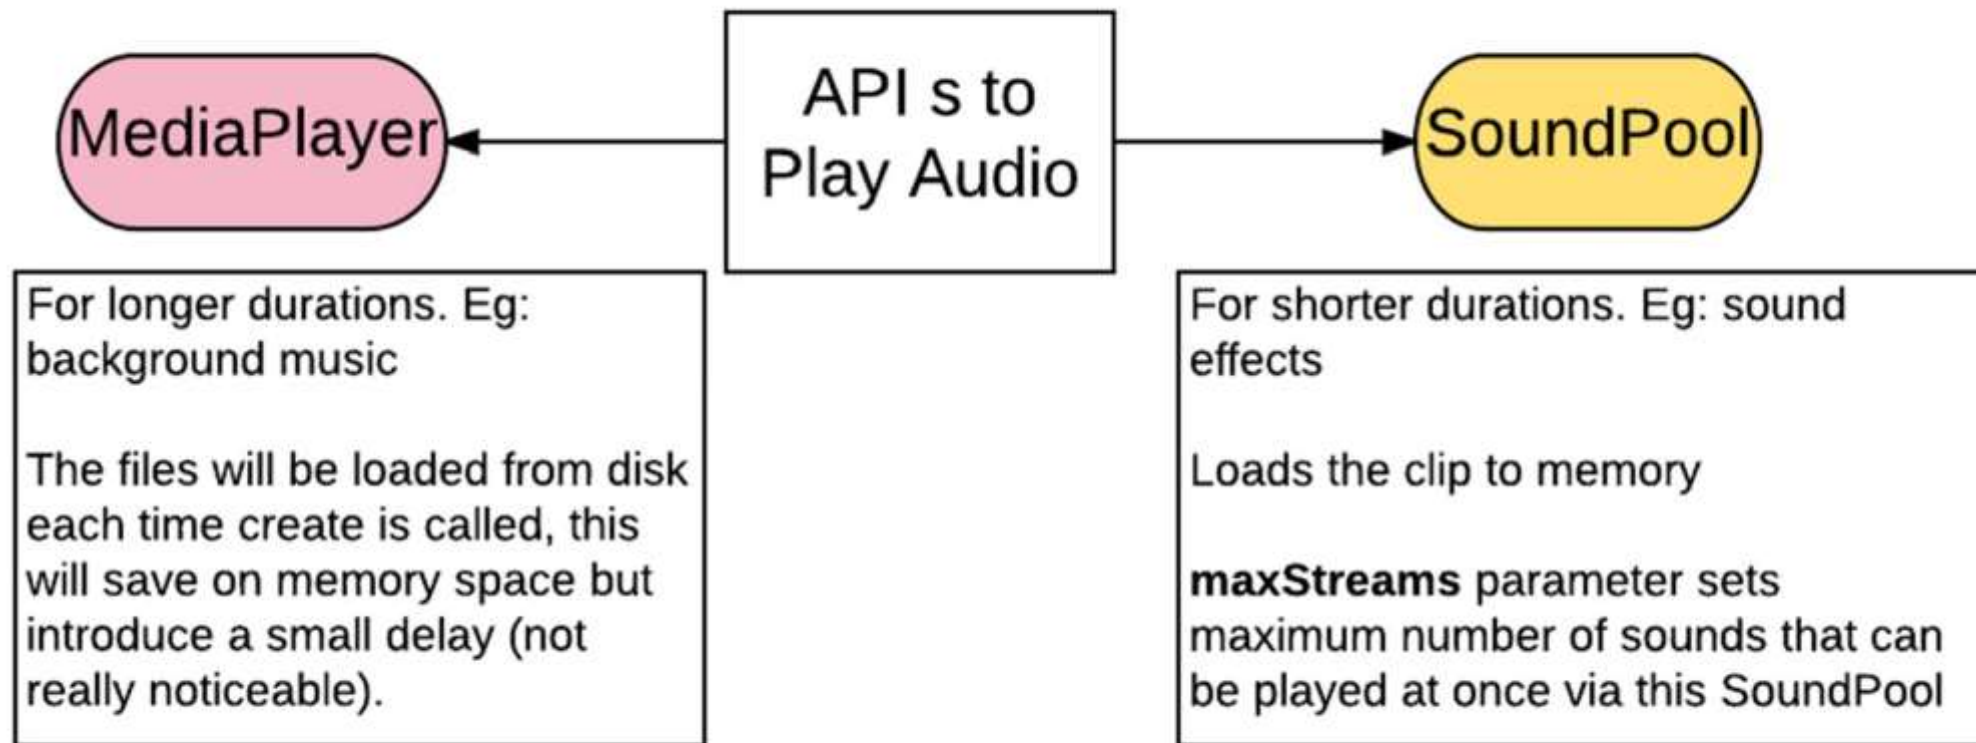 MediaPlayer
API s to
Play Audio
SoundPool
For longer durations. Eg:
background music
The files will be loaded from disk
each time create is called, this
will save on memory space but
introduce a small delay (not
really noticeable).
For shorter durations. Eg: sound
effects
Loads the clip to memory
maxStreams parameter sets
maximum number of sounds that can
be played at once via this SoundPool